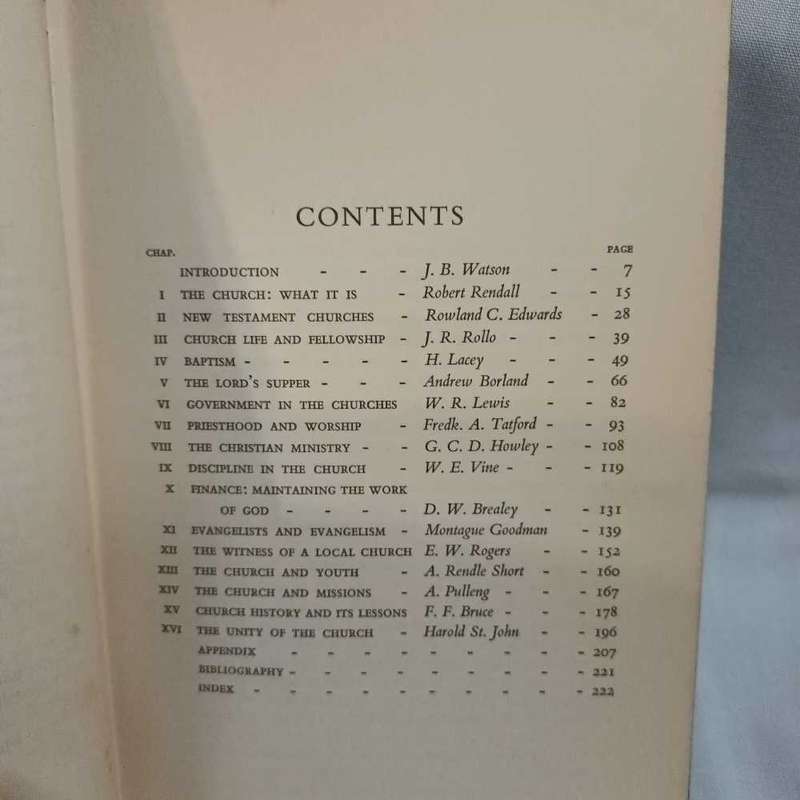 CONTENTS
CHAP. PAGE
INTRODUCTION - - - J. B. Watson - - 7
I THE CHURCH: WHAT IT IS - Robert Rendall - - 15
II NEW TESTAMENT CHURCHES - Rowland C. Edwards - 28
III CHURCH LIFE AND FELLOWSHIP - J. R. Rollo - - - 39
IV BAPTISM - - - - - H. Lacey - - - 49
V THE LORD'S SUPPER - - - Andrew Borland - - 66
VI GOVERNMENT IN THE CHURCHES W. R. Lewis - - 82
VII PRIESTHOOD AND WORSHIP - Fredk. A. Tatford - - 93
VIII THE CHRISTIAN MINISTRY - - G. C. D. Howley - - 108
IX DISCIPLINE IN THE CHURCH - W. E. Vine - - - 119
X FINANCE: MAINTAINING THE WORK
OF GOD - - - - D. W. Brealey - - 131
XI EVANGELISTS AND EVANGELISM - Montague Goodman - 139
XII THE WITNESS OF A LOCAL CHURCH E. W. Rogers - - 152
XIII THE CHURCH AND YOUTH - A. Rendle Short - - 160
XIV THE CHURCH AND MISSIONS - A. Pulleng - - - 167
XV CHURCH HISTORY AND ITS LESSONS F. F. Bruce - - - 178
XVI THE UNITY OF THE CHURCH - Harold St. John - - 196
APPENDIX - - - - - - - - - 207
BIBLIOGRAPHY - - - - - - - - - 221
INDEX - - - - - - - - - - 222